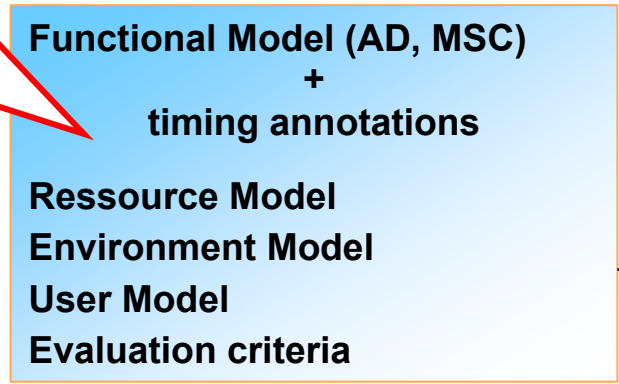 Functional Model (AD, MSC)
+
timing annotations
Ressource Model
Environment Model
User Model
Evaluation criteria